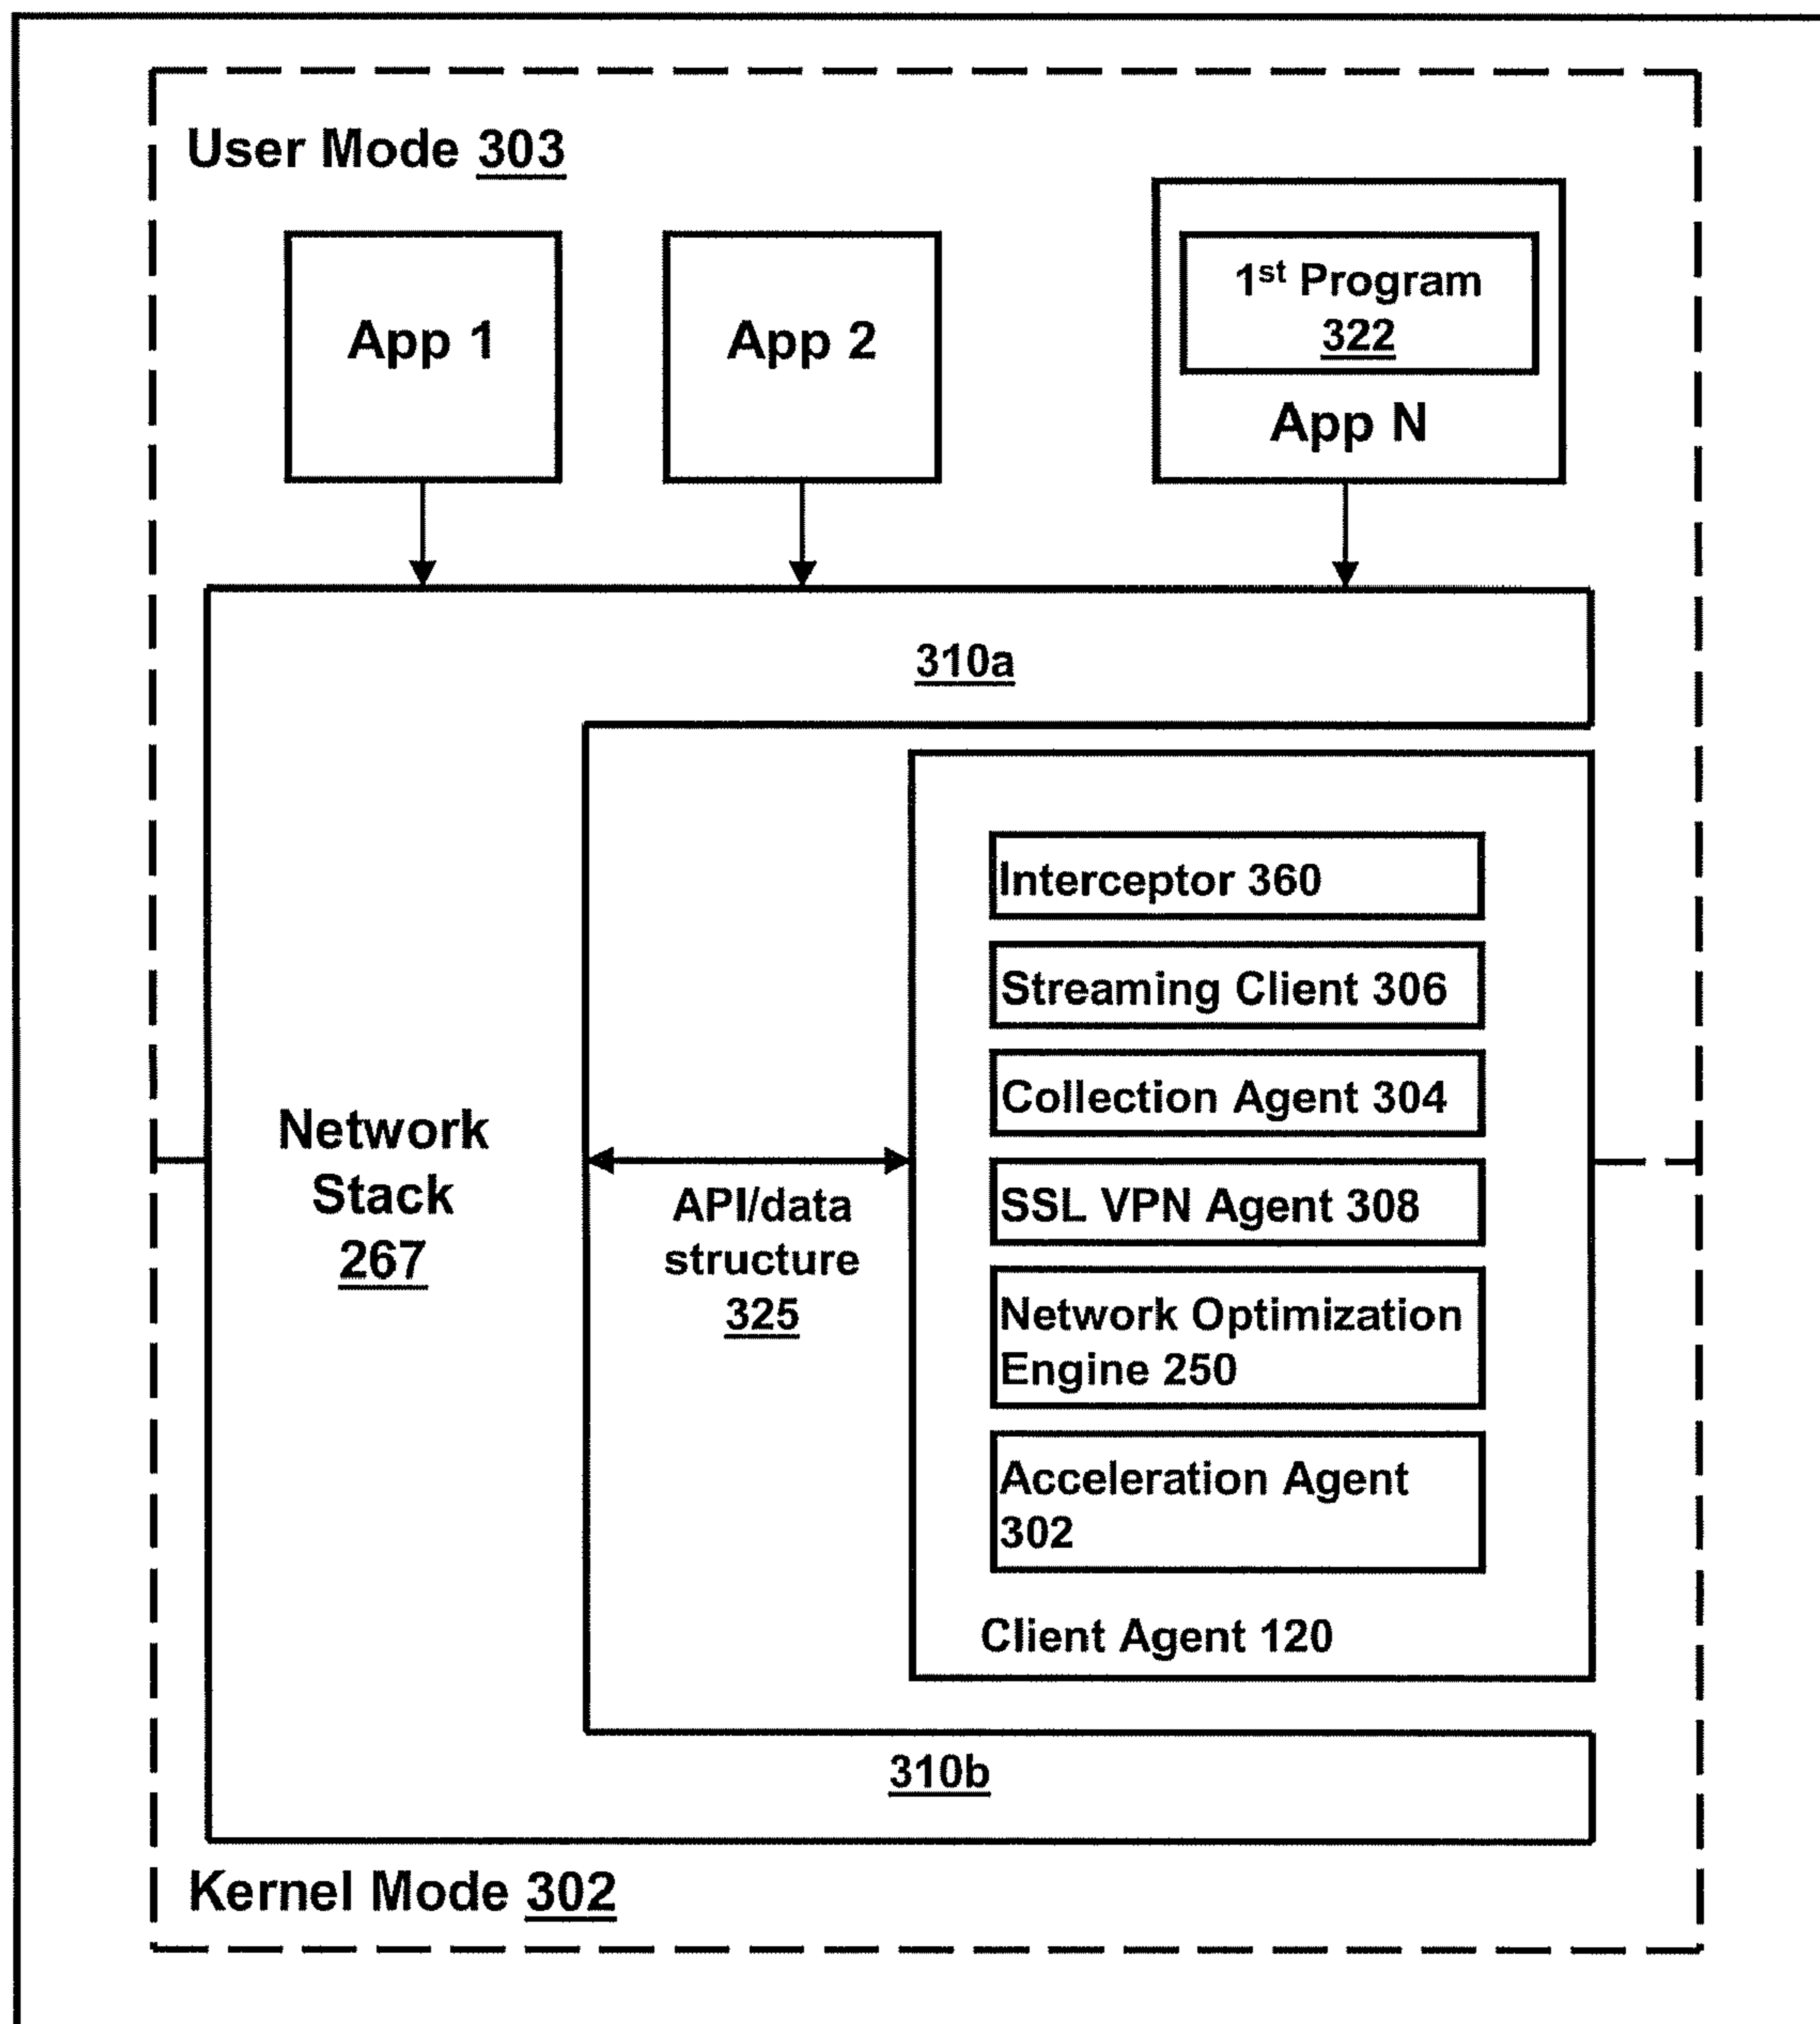 User Mode 303
App 1
App 2
1st Program
322
App N
310a
Interceptor 360
Streaming Client 306
Collection Agent 304
Network
Stack
267
API/data
structure
325
SSL VPN Agent 308
Network Optimization
Engine 250
Acceleration Agent
302
Client Agent 120
310b
Kernel Mode 302